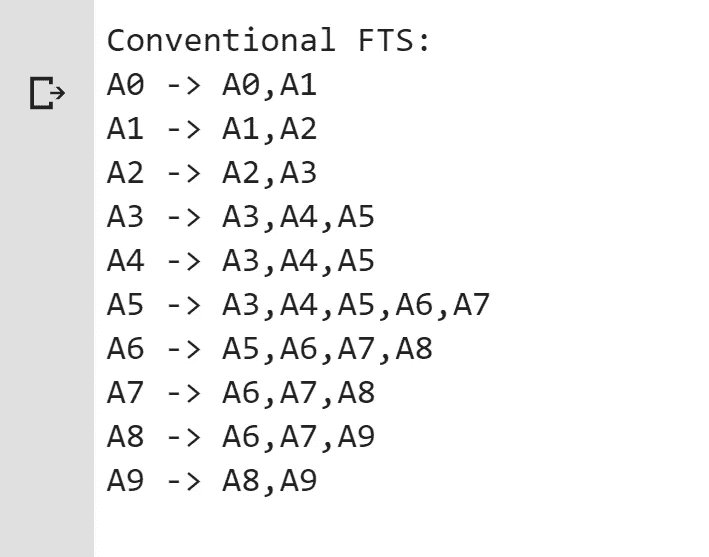 Conventional FTS:
A0 -> A0,A1
A1 -> A1,A2
A2 -> A2,A3
A3 -> A3,A4,A5
A4 -> A3,A4,A5
A5 -> A3,A4,A5,A6,A7
A6 -> A5,A6,A7,A8
A7 -> A6,A7,A8
A8 -> A6,A7,A9
A9 -> A8,A9